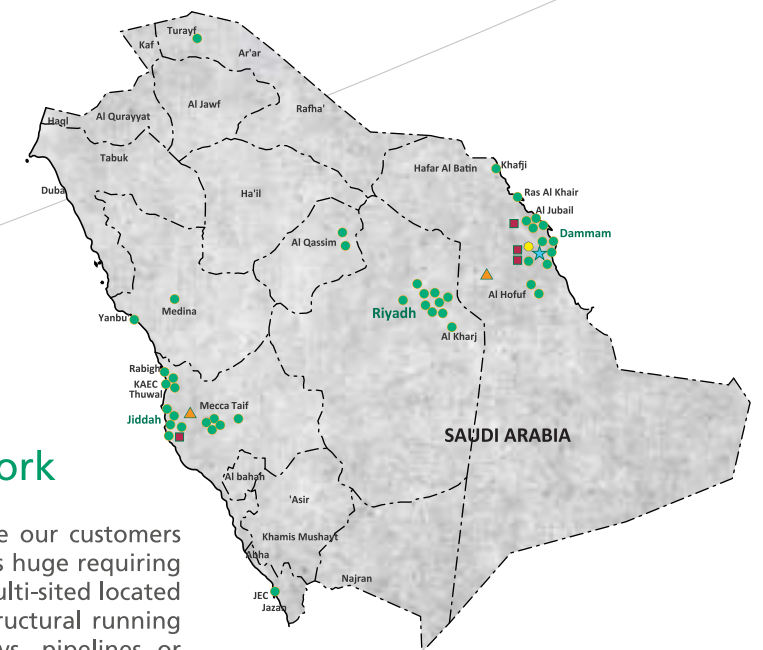 Turayf
Kaf
Ar'ar
Al Jawf
Rafha'
Haql
Al Qurayyat
Tabuk
Hafar Al Batin
Khafji
Duba
Ha'il
Ras Al Khair
Al Jubail
Al Qassim
Dammam
Al Hofuf
Medina
Yanbu
Riyadh
Al Kharj
Rabigh
KAEC
Thuwal
Mecca Taif
Jiddah
SAUDI ARABIA
ork
Al bahah
'Asir
e our customers
s huge requiring
Khamis Mushayt
Abha
ulti-sited located
Najran
JEC
Jazan
ructural running
ws, pipelines or